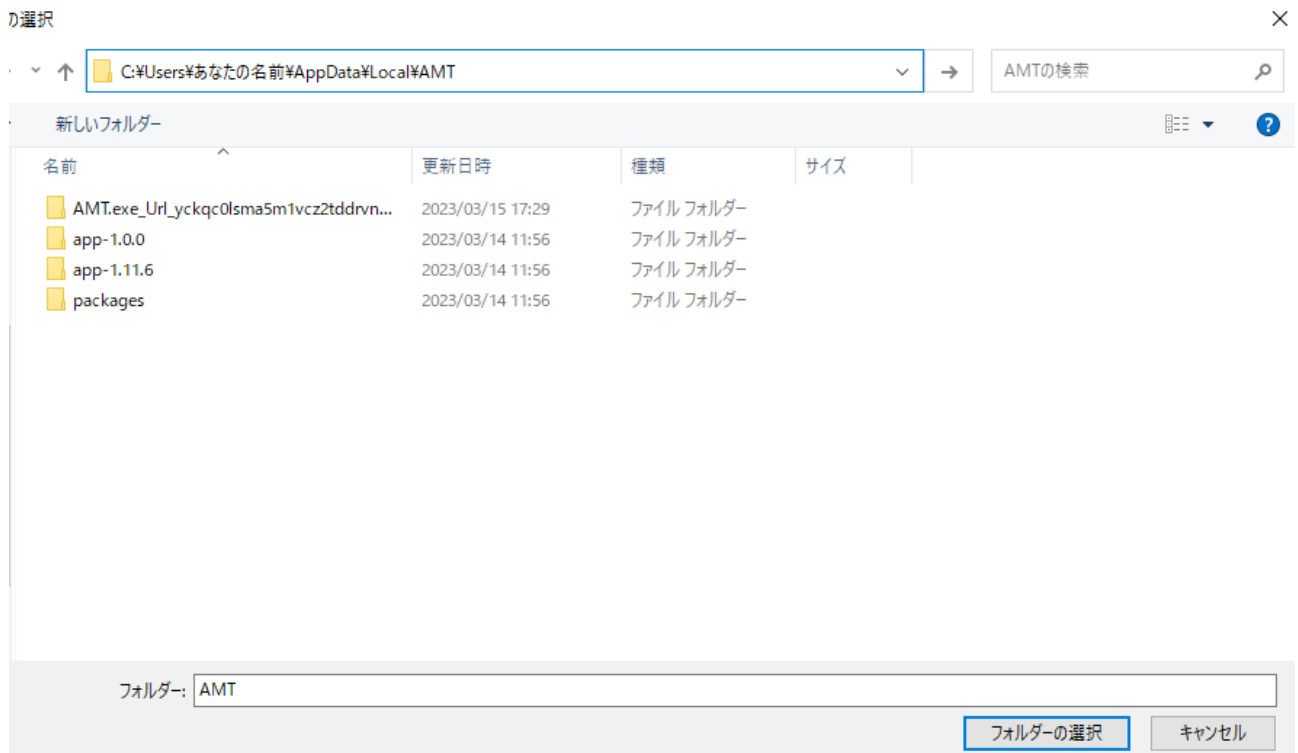 の選択
C:¥Users¥あなたの名前¥AppData¥Local¥AMT
AMTの検索
新しいフォルダー
名前 更新日時 種類 サイズ
AMT.exe_Url_yckqc0lsma5m1vcz2tddrvn... 2023/03/15 17:29 ファイル フォルダー
app-1.0.0 2023/03/14 11:56 ファイル フォルダー
app-1.11.6 2023/03/14 11:56 ファイル フォルダー
packages 2023/03/14 11:56 ファイル フォルダー
フォルダー: AMT
フォルダーの選択 キャンセル